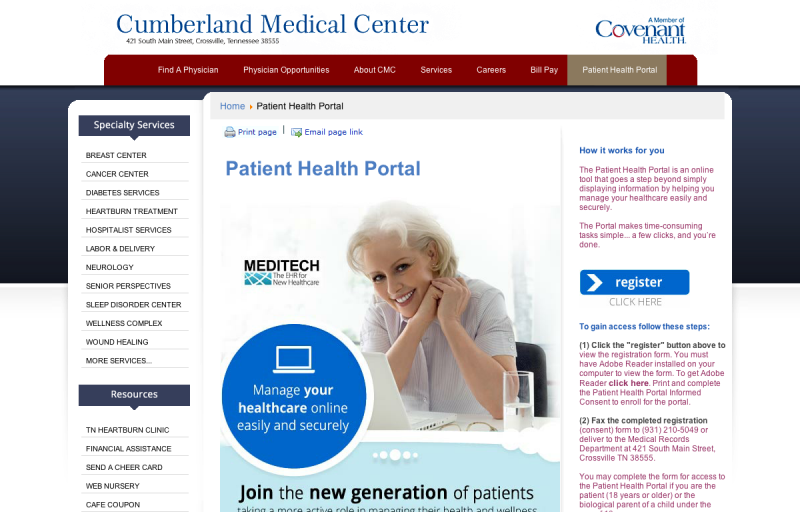 Cumberland Medical Center
421 South Main Street, Crossville, Tennessee 38555
A Member of
Covenant
HEALTH.
Find A Physician Physician Opportunities About CMC Services Careers Bill Pay Patient Health Portal
Specialty Services
BREAST CENTER
CANCER CENTER
DIABETES SERVICES
HEARTBURN TREATMENT
HOSPITALIST SERVICES
LABOR & DELIVERY
NEUROLOGY
SENIOR PERSPECTIVES
SLEEP DISORDER CENTER
WELLNESS COMPLEX
WOUND HEALING
MORE SERVICES...
Resources
TN HEARTBURN CLINIC
FINANCIAL ASSISTANCE
SEND A CHEER CARD
WEB NURSERY
CAFE COUPON
Home Patient Health Portal
Print page | Email page link
Patient Health Portal
MEDITECH
The EHR for
New Healthcare
Manage your
healthcare online
easily and securely
Join the new generation of patients
taking a more active role in managing their health and wellness
How it works for you
The Patient Health Portal is an online
tool that goes a step beyond simply
displaying information by helping you
manage your healthcare easily and
securely.
The Portal makes time-consuming
tasks simple... a few clicks, and you're
done.
register
CLICK HERE
To gain access follow these steps:
(1) Click the "register" button above to
view the registration form. You must
have Adobe Reader installed on your
computer to view the form. To get Adobe
Reader click here. Print and complete
the Patient Health Portal Informed
Consent to enroll for the portal.
(2) Fax the completed registration
(consent) form to (931) 210-5049 or
deliver to the Medical Records
Department at 421 South Main Street,
Crossville TN 38555.
You may complete the form for access to
the Patient Health Portal if you are the
patient (18 years or older) or the
biological parent of a child under the